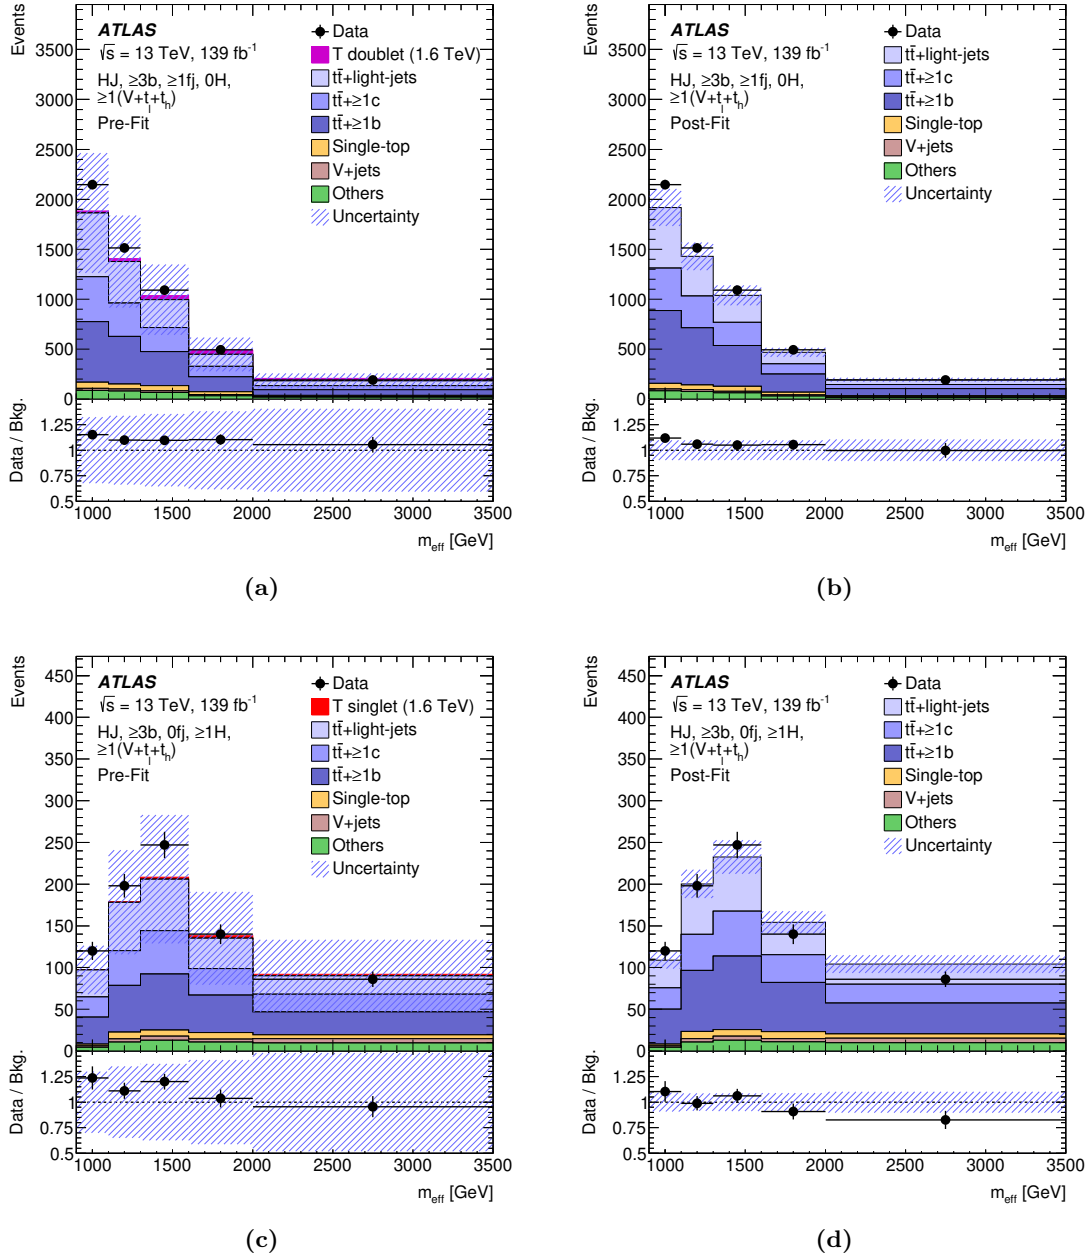 Events
3500
3000
2500
2000
1500
1000
500
0
ATLAS
√s = 13 TeV, 139 fb⁻¹
HJ, ≥3b, ≥1fj, 0H,
≥1(V+tₗ+tₕ)
Pre-Fit
Data
T doublet (1.6 TeV)
tt̄+light-jets
tt̄+≥1c
tt̄+≥1b
Single-top
V+jets
Others
Uncertainty
Data / Bkg.
1.25
1
0.75
0.5
1000 1500 2000 2500 3000 3500
m_eff [GeV]
(a)
Events
3500
3000
2500
2000
1500
1000
500
0
ATLAS
√s = 13 TeV, 139 fb⁻¹
HJ, ≥3b, ≥1fj, 0H,
≥1(V+tₗ+tₕ)
Post-Fit
Data
tt̄+light-jets
tt̄+≥1c
tt̄+≥1b
Single-top
V+jets
Others
Uncertainty
Data / Bkg.
1.25
1
0.75
0.5
1000 1500 2000 2500 3000 3500
m_eff [GeV]
(b)
Events
450
400
350
300
250
200
150
100
50
0
ATLAS
√s = 13 TeV, 139 fb⁻¹
HJ, ≥3b, 0fj, ≥1H,
≥1(V+tₗ+tₕ)
Pre-Fit
Data
T singlet (1.6 TeV)
tt̄+light-jets
tt̄+≥1c
tt̄+≥1b
Single-top
V+jets
Others
Uncertainty
Data / Bkg.
1.25
1
0.75
0.5
1000 1500 2000 2500 3000 3500
m_eff [GeV]
(c)
Events
450
400
350
300
250
200
150
100
50
0
ATLAS
√s = 13 TeV, 139 fb⁻¹
HJ, ≥3b, 0fj, ≥1H,
≥1(V+tₗ+tₕ)
Post-Fit
Data
tt̄+light-jets
tt̄+≥1c
tt̄+≥1b
Single-top
V+jets
Others
Uncertainty
Data / Bkg.
1.25
1
0.75
0.5
1000 1500 2000 2500 3000 3500
m_eff [GeV]
(d)